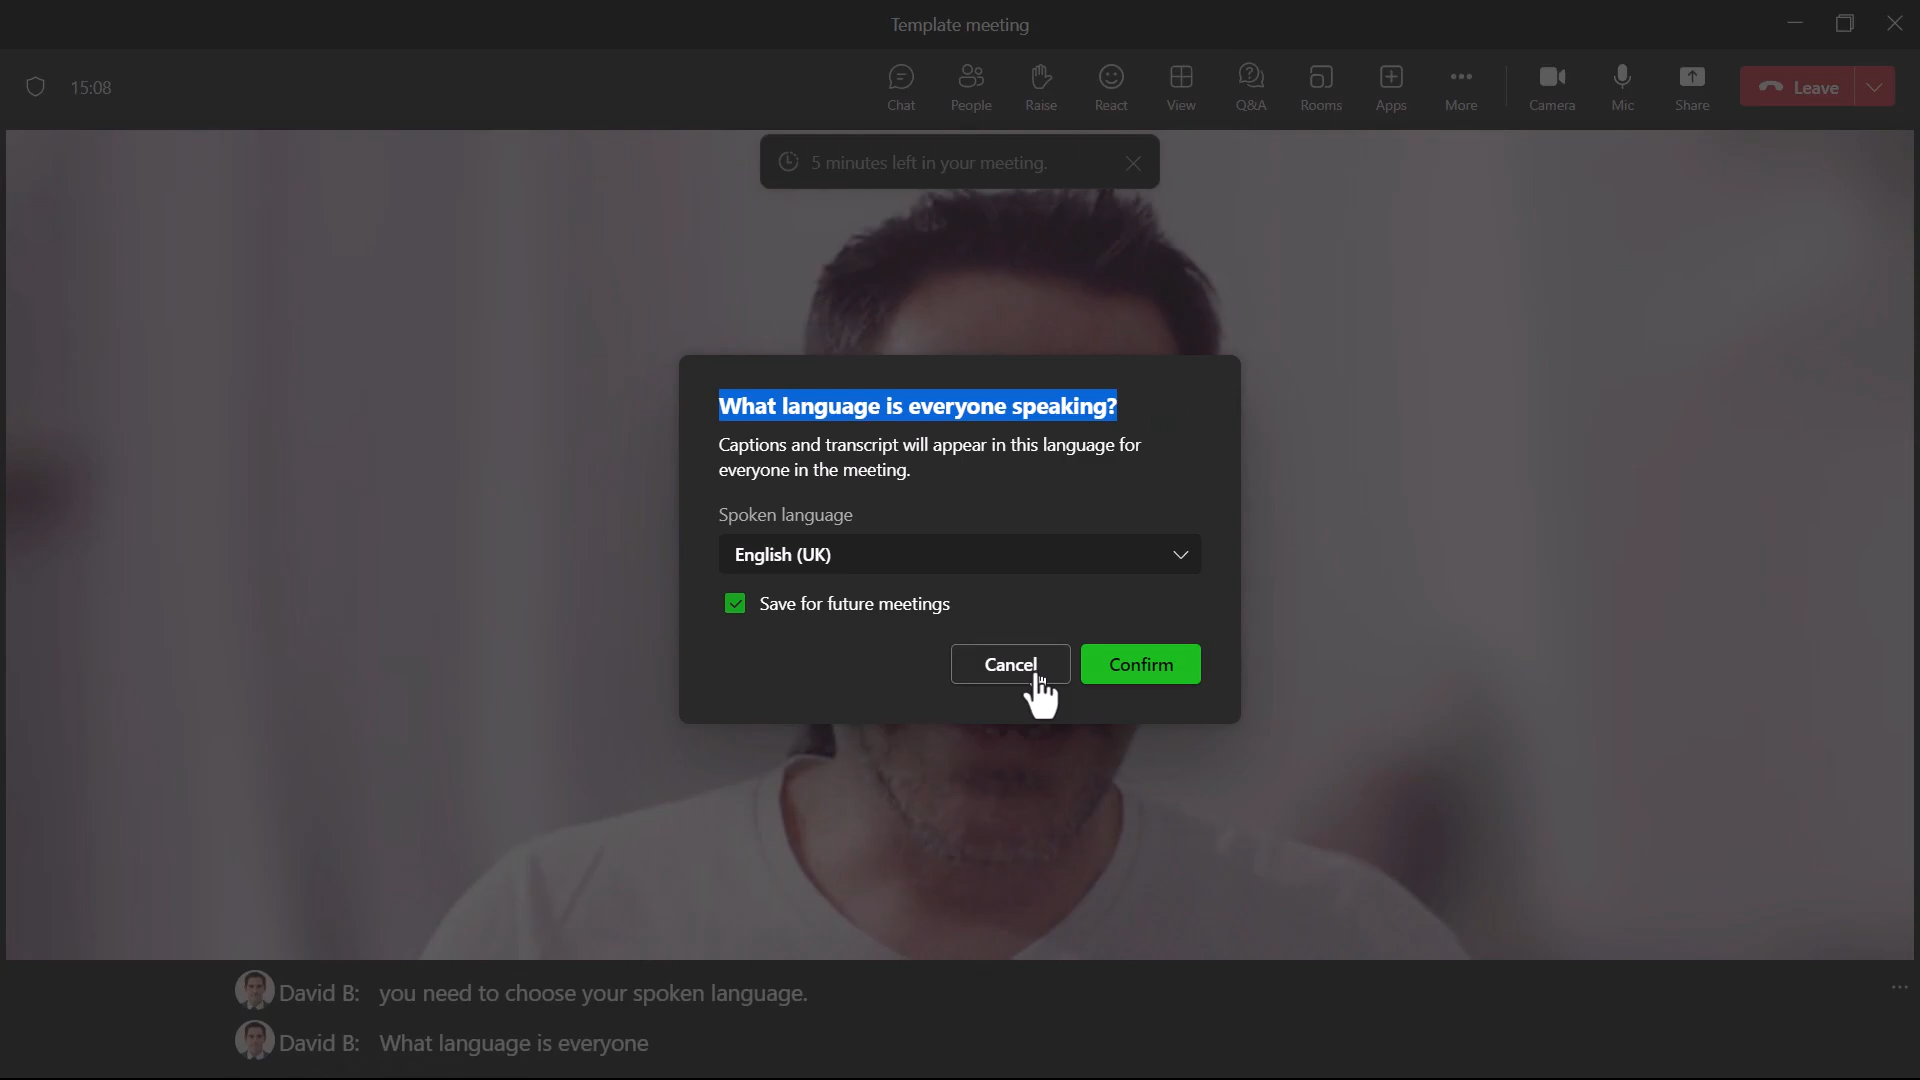 Template meeting
15:08
Chat
People
Raise
React
View
Q&A
Rooms
Apps
More
Camera
Mic
Share
Leave
5 minutes left in your meeting.
What language is everyone speaking?
Captions and transcript will appear in this language for
everyone in the meeting.
Spoken language
English (UK)
Save for future meetings
Cancel
Confirm
David B: you need to choose your spoken language.
David B: What language is everyone